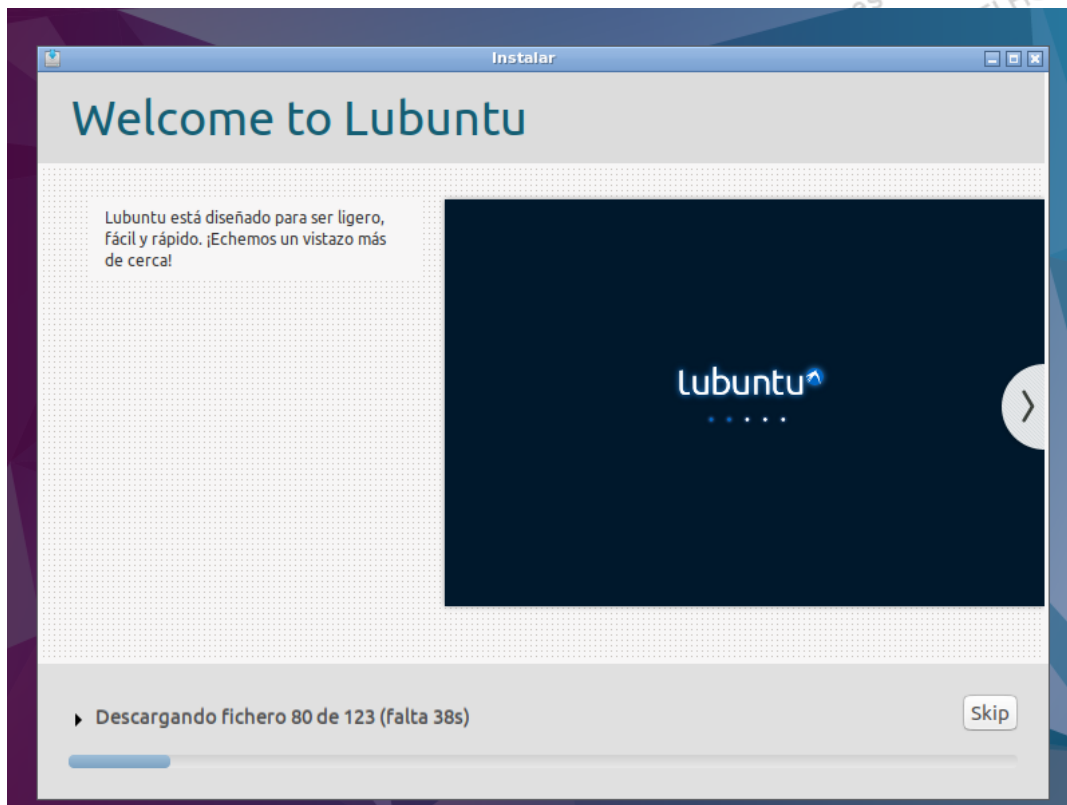 Instalar
Welcome to Lubuntu
Lubuntu está diseñado para ser ligero,
fácil y rápido. ¡Echemos un vistazo más
de cerca!
lubuntu
Descargando fichero 80 de 123 (falta 38s)
Skip